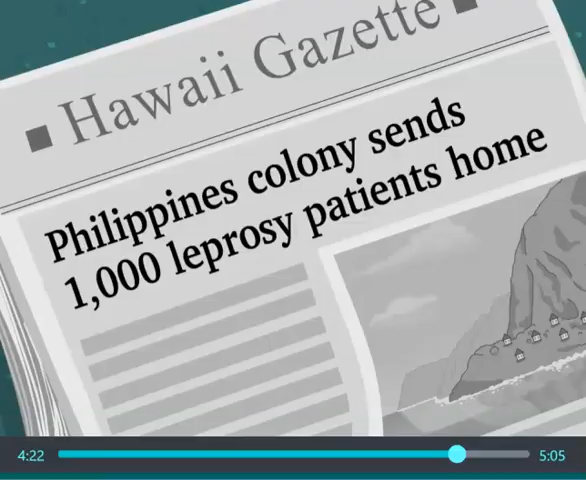 Hawaii Gazette
Philippines colony sends
1,000 leprosy patients home
4:22
5:05